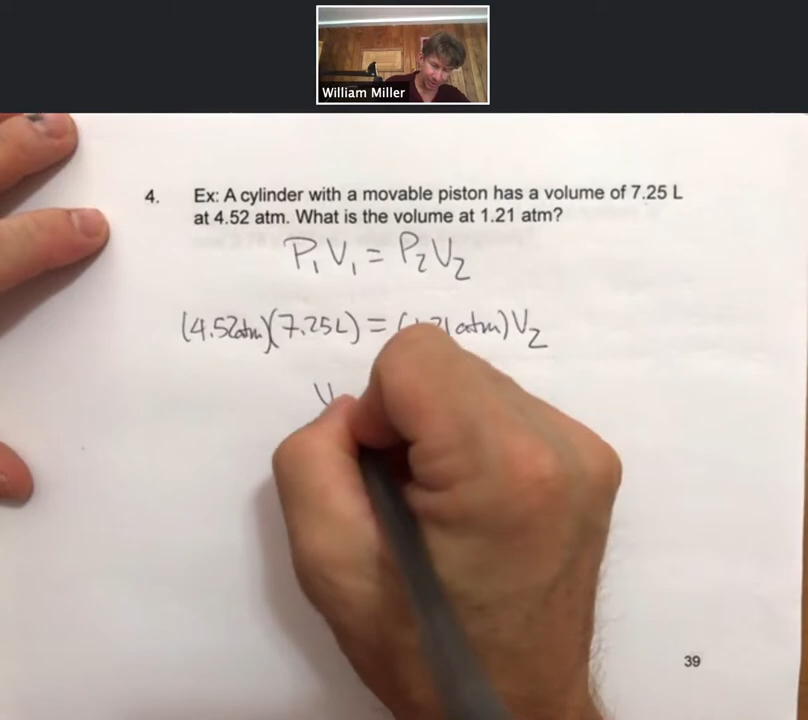 William Miller
4. Ex: A cylinder with a movable piston has a volume of 7.25 L
at 4.52 atm. What is the volume at 1.21 atm?
P₁V₁ = P₂V₂
(4.52atm)(7.25L) = ( 21 atm)V₂
V
39